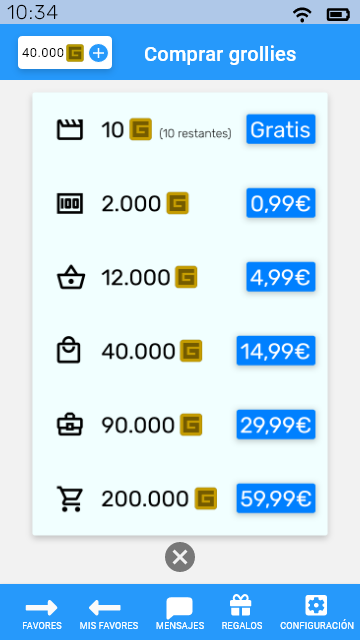 10:34
40.000 G
Comprar grollies
10 G (10 restantes) Gratis
100 2.000 G 0,99€
12.000 G 4,99€
40.000 G 14,99€
90.000 G 29,99€
200.000 G 59,99€
FAVORES MIS FAVORES MENSAJES REGALOS CONFIGURACIÓN